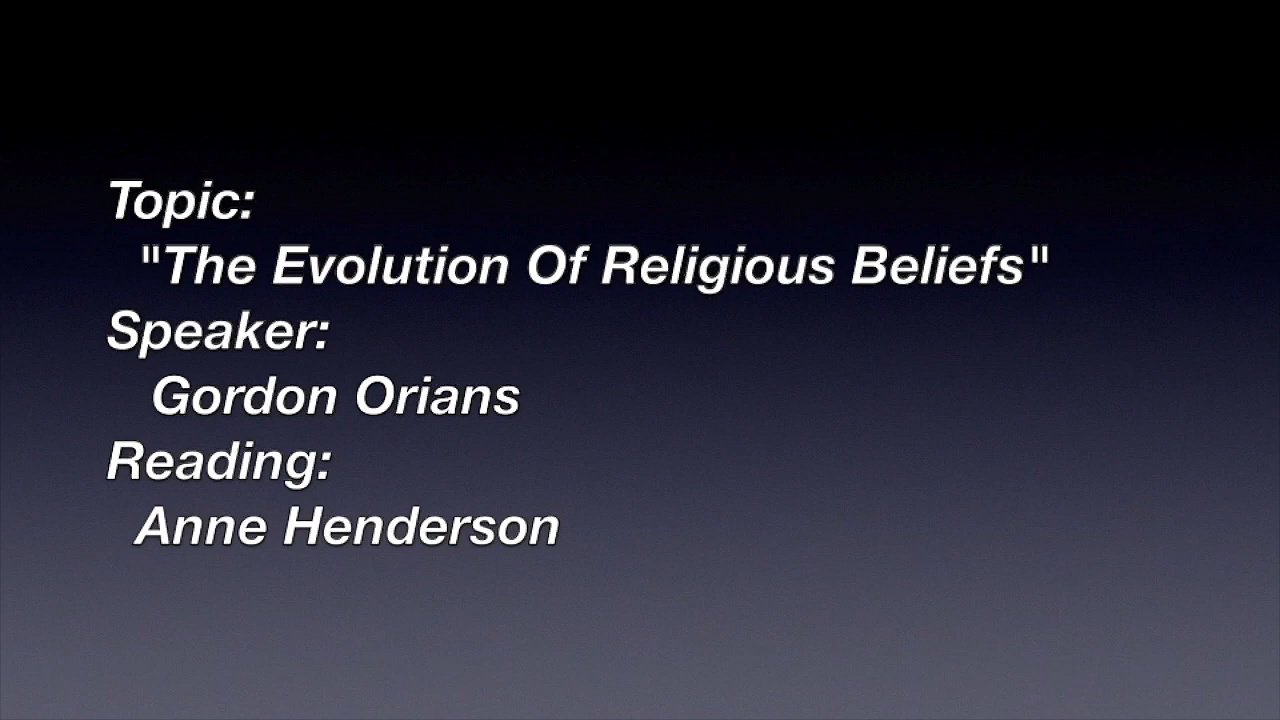 Topic:
"The Evolution Of Religious Beliefs"
Speaker:
Gordon Orians
Reading:
Anne Henderson